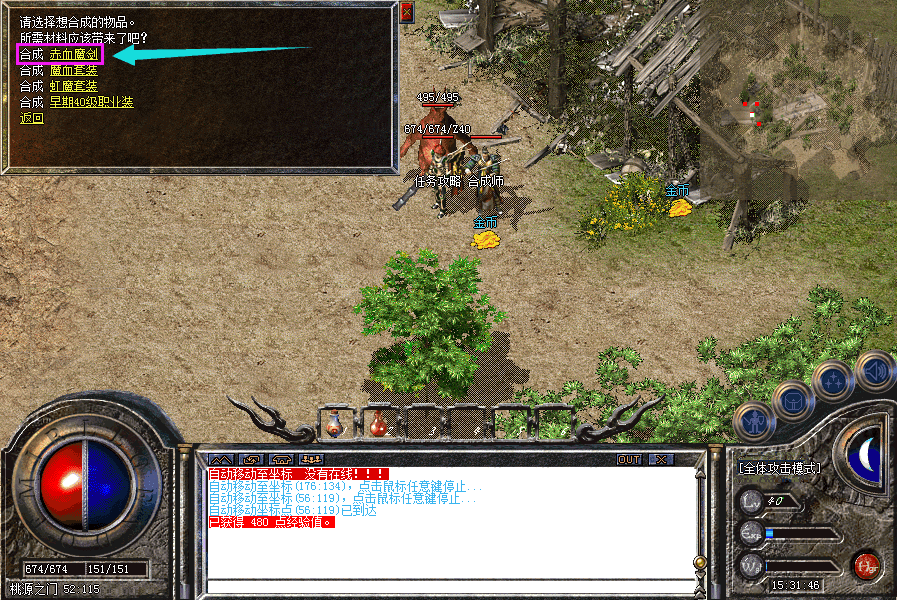 请选择想合成的物品。
所需材料应该带来了吧？
合成 赤血魔剑
合成 魔血套装
合成 虹魔套装
合成 早期40级职业装
返回
495/495
674/674/Z40
任务攻略 合成师
金币
金币
OUT
自动移动至坐标 没有在线！！！
自动移动至坐标(176:134)，点击鼠标任意键停止...
自动移动至坐标(56:119)，点击鼠标任意键停止...
自动移动坐标点(56:119)已到达
已获得 480 点经验值。
[全体攻击模式]
Lv 40
Exp
674/674 151/151
桃源之门 52:115
15:31:46